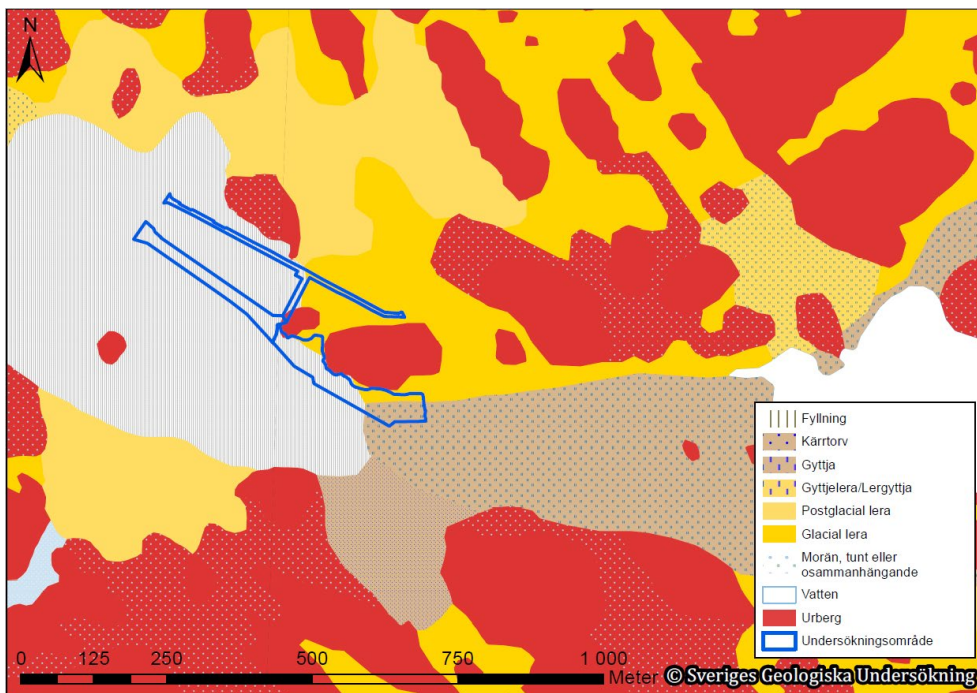 N
Fyllning
Kärrtorv
Gyttja
Gyttjelera/Lergyttja
Postglacial lera
Glacial lera
Morän, tunt eller
osammanhängande
Vatten
Urberg
Undersökningsområde
0 125 250 500 750 1 000
Meter © Sveriges Geologiska Undersökning